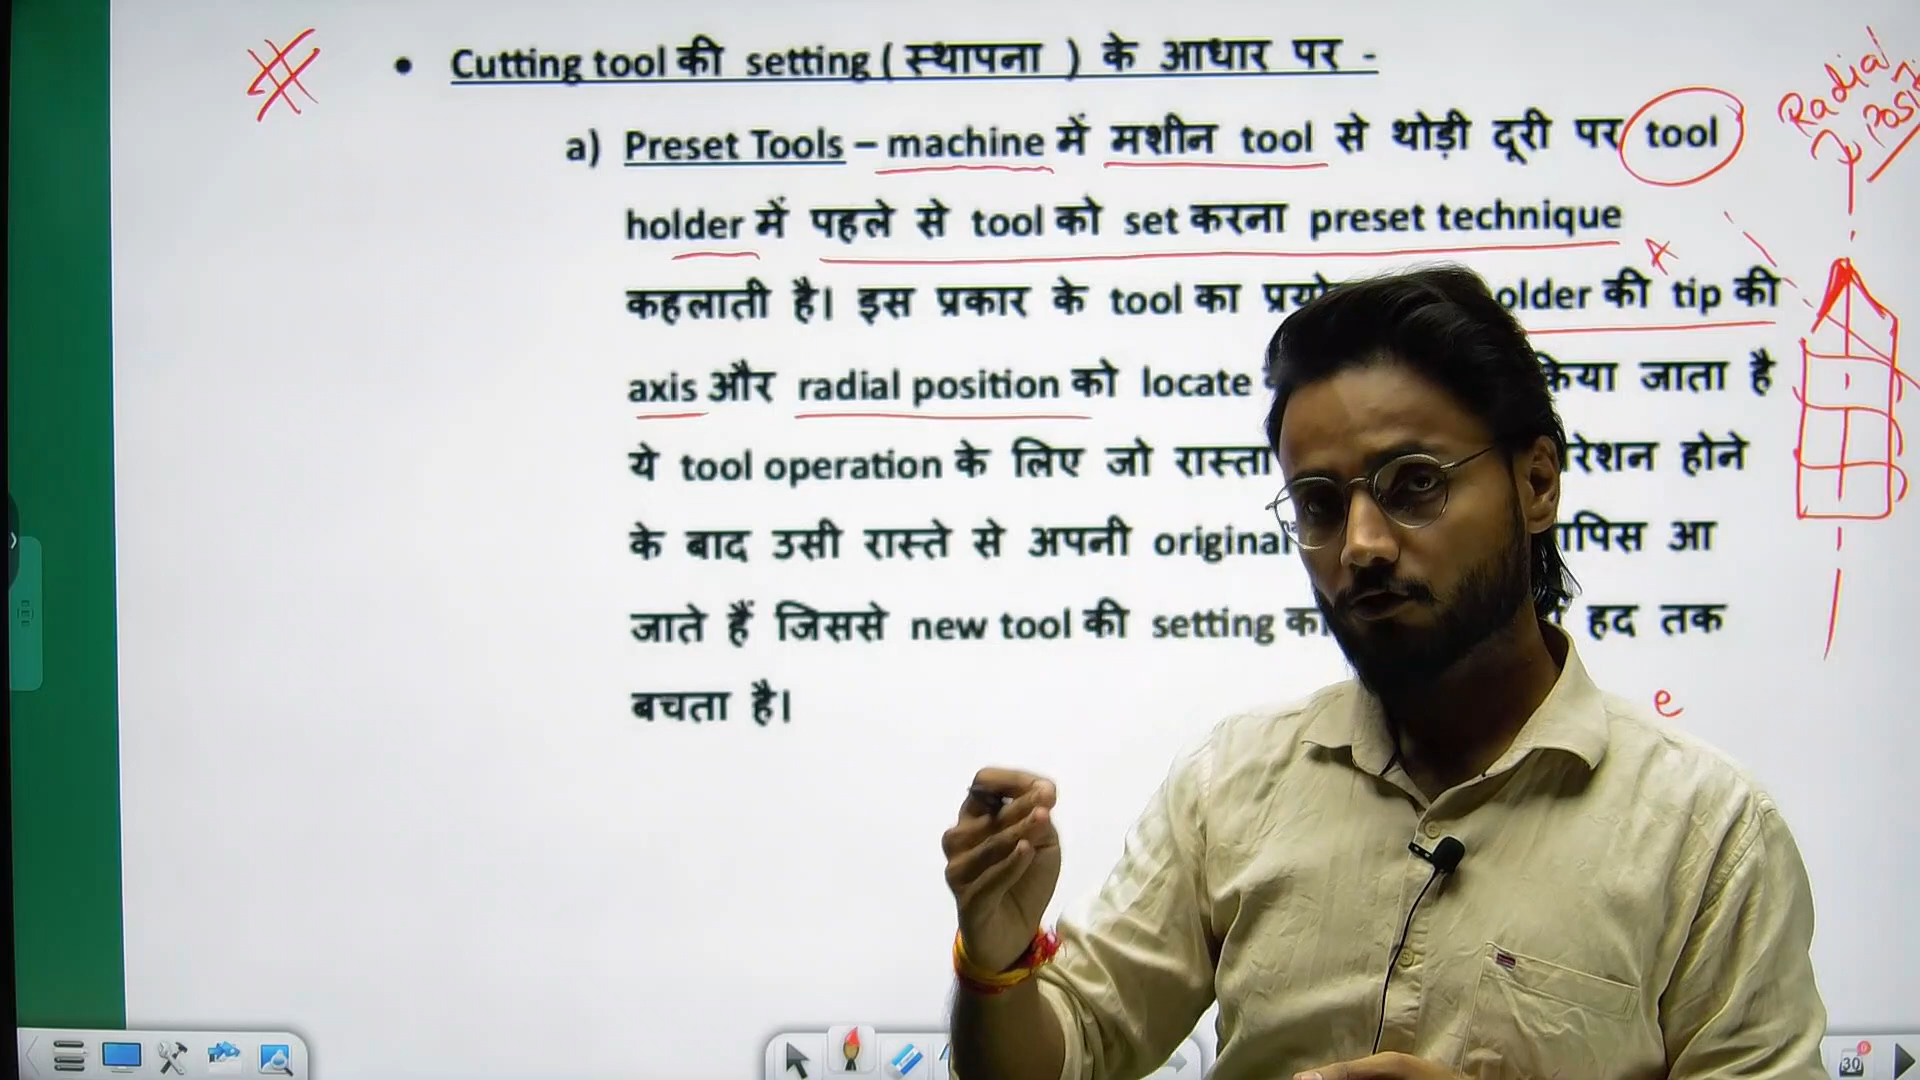 • Cutting tool की setting ( स्थापना ) के आधार पर -
a) Preset Tools – machine में मशीन tool से थोड़ी दूरी पर tool
holder में पहले से tool को set करना preset technique
कहलाती है। इस प्रकार के tool का older की tip की
axis और radial position को locate किया जाता है
ये tool operation के लिए जो रास्ता होने
के बाद उसी रास्ते से अपनी original आ
जाते हैं जिससे new tool की setting का हद तक
बचता है।
Radial
e
30